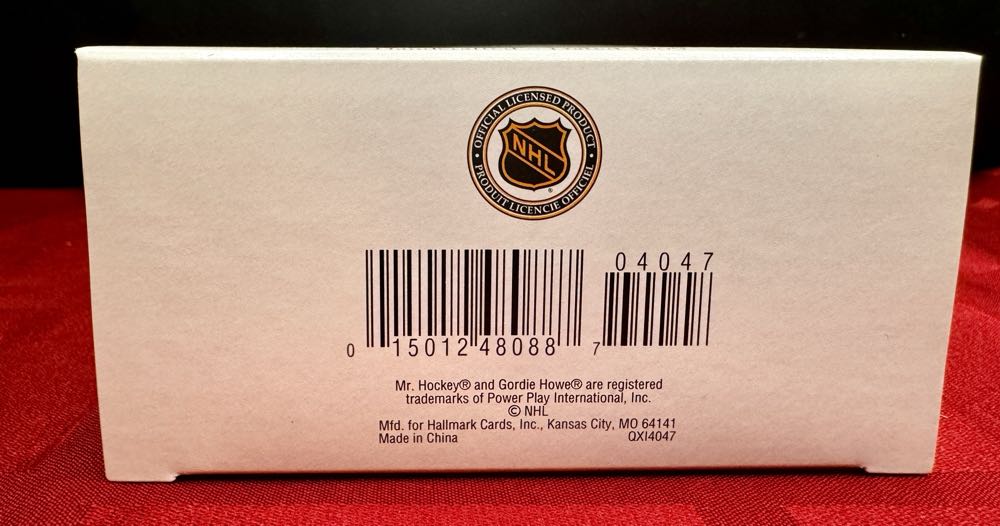 OFFICIAL LICENSED PRODUCT
NHL
®
PRODUIT LICENCIE OFFICIEL
04047
0 15012 48088 7
Mr. Hockey® and Gordie Howe® are registered
trademarks of Power Play International, Inc.
© NHL
Mfd. for Hallmark Cards, Inc., Kansas City, MO 64141
Made in China QXI4047